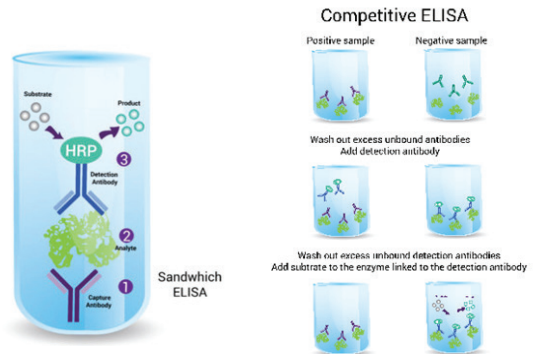 Substrate
Product
HRP
3
Detection
Antibody
2
Analyte
1
Capture
Antibody
Sandwhich
ELISA
Competitive ELISA
Positive sample
Negative sample
Wash out excess unbound antibodies
Add detection antibody
Wash out excess unbound detection antibodies
Add substrate to the enzyme linked to the detection antibody